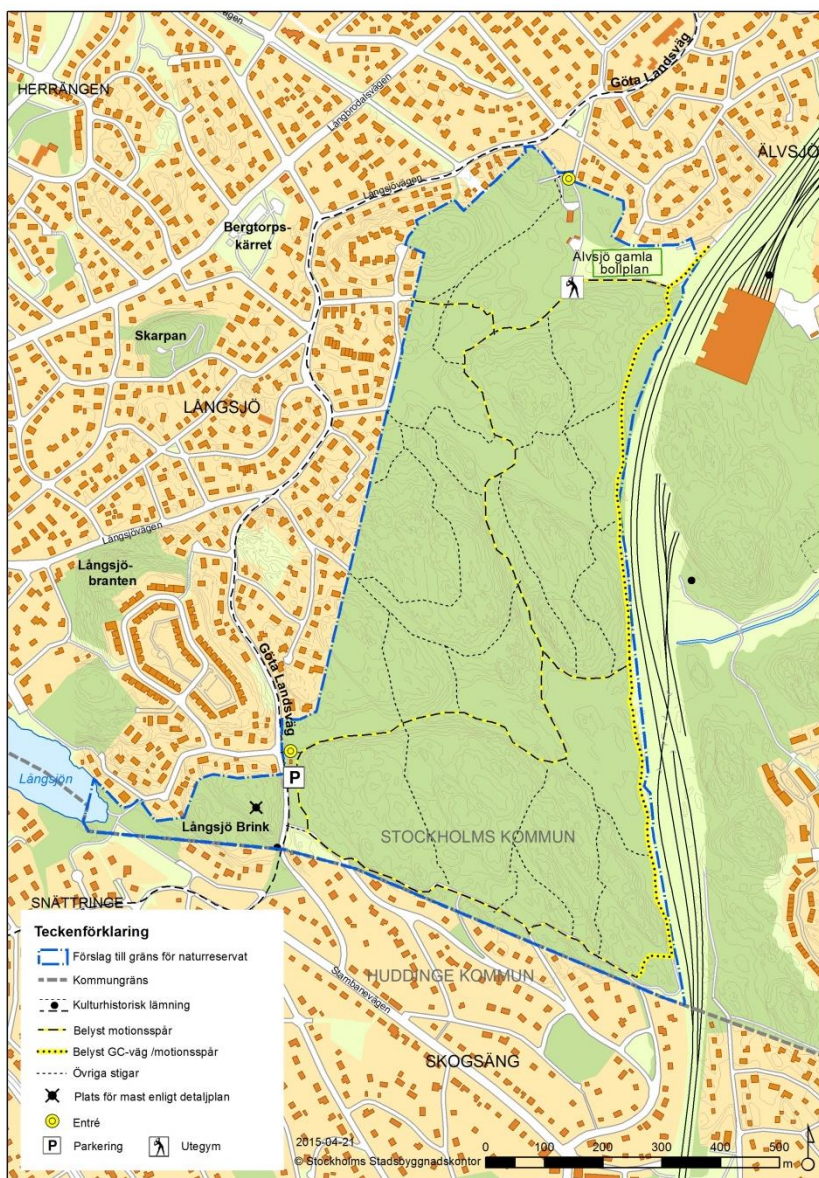 Göta Landsväg
HERRÄNGEN
Långbrodalsvägen
ÄLVSJÖ
Långsjövägen
Bergtorps-
kärret
Älvsjö gamla
bollplan
Skarpan
LÅNGSJÖ
Långsjövägen
Långsjö-
branten
Göta Landsväg
Långsjön
P
Långsjö Brink
STOCKHOLMS KOMMUN
SNÄTTRINGE
HUDDINGE KOMMUN
Stambanevägen
SKOGSÄNG
Teckenförklaring
Förslag till gräns för naturreservat
Kommungräns
Kulturhistorisk lämning
Belyst motionsspår
Belyst GC-väg /motionsspår
Övriga stigar
Plats för mast enligt detaljplan
Entré
P Parkering Utegym
2015-04-21
© Stockholms Stadsbyggnadskontor
0 100 200 300 400 500
m